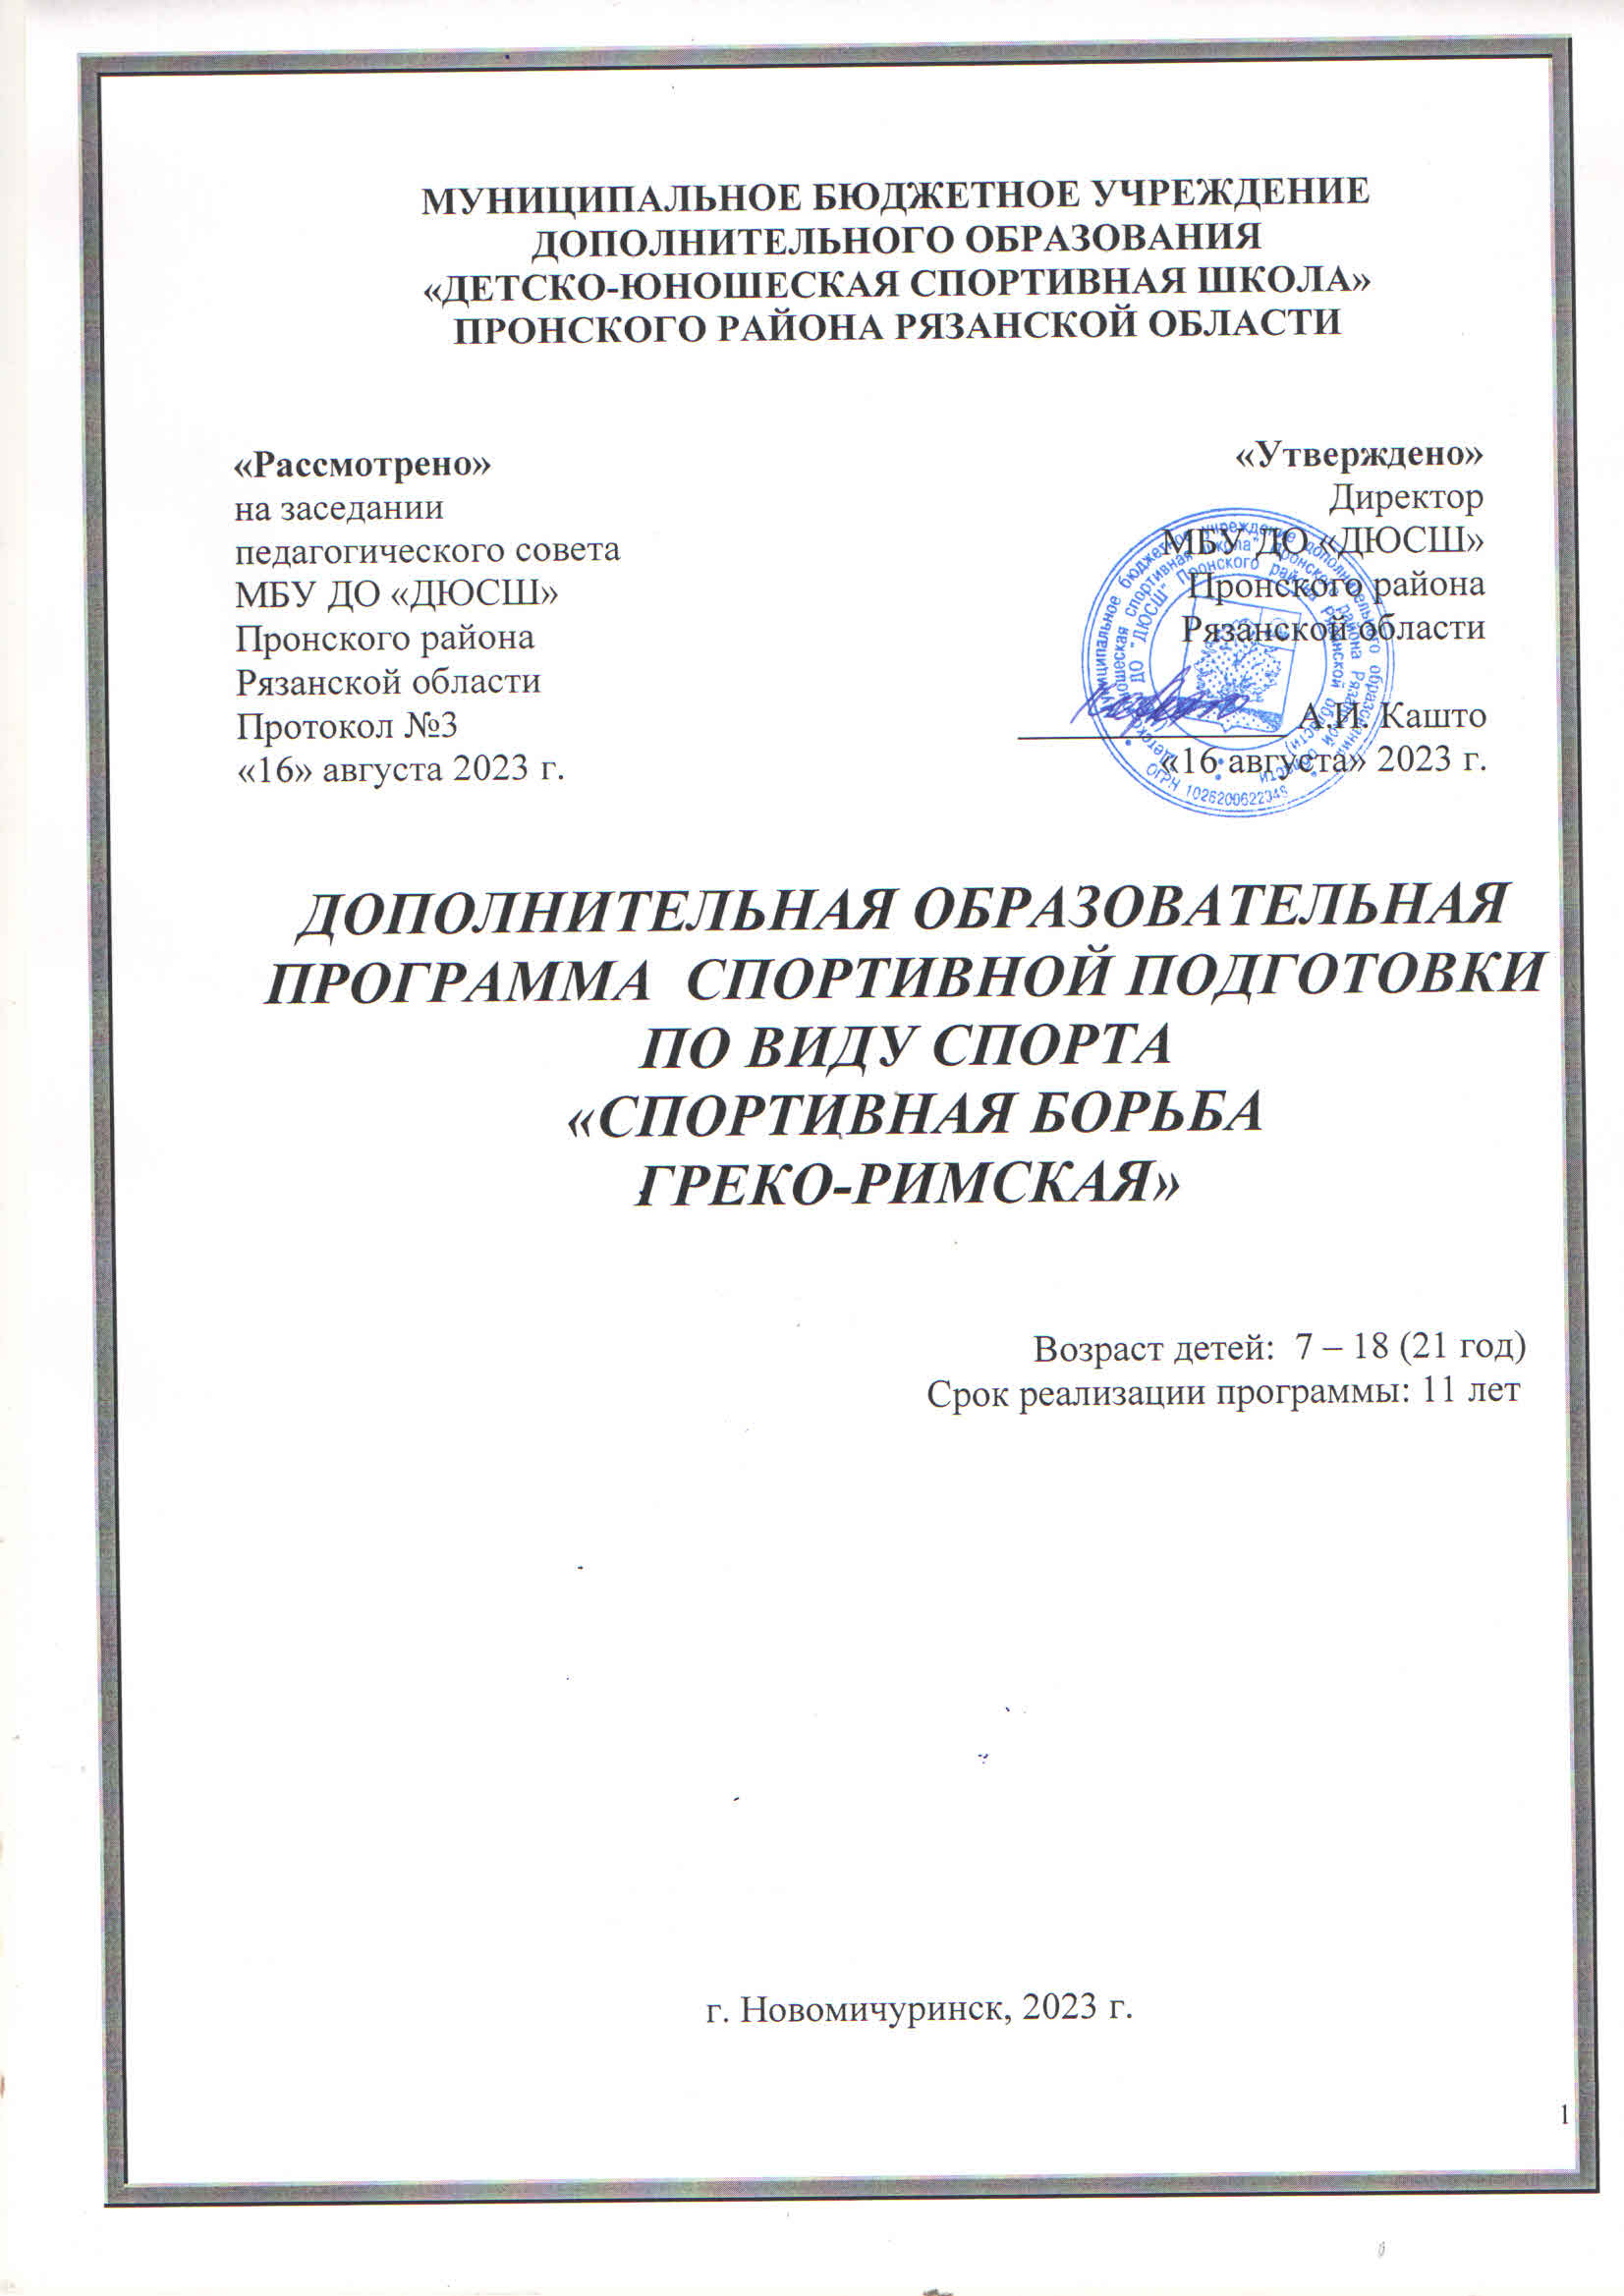 МУНИЦИПАЛЬНОЕ БЮДЖЕТНОЕ УЧРЕЖДЕНИЕ
ДОПОЛНИТЕЛЬНОГО ОБРАЗОВАНИЯ
«ДЕТСКО-ЮНОШЕСКАЯ СПОРТИВНАЯ ШКОЛА»
ПРОНСКОГО РАЙОНА РЯЗАНСКОЙ ОБЛАСТИ
«Рассмотрено»
на заседании
педагогического совета
МБУ ДО «ДЮСШ»
Пронского района
Рязанской области
Протокол №3
«16» августа 2023 г.
«Утверждено»
Директор
МБУ ДО «ДЮСШ»
Пронского района
Рязанской области
А.И. Кашто
«16 августа» 2023 г.
ДОПОЛНИТЕЛЬНАЯ ОБРАЗОВАТЕЛЬНАЯ
ПРОГРАММА СПОРТИВНОЙ ПОДГОТОВКИ
ПО ВИДУ СПОРТА
«СПОРТИВНАЯ БОРЬБА
ГРЕКО-РИМСКАЯ»
Возраст детей: 7 – 18 (21 год)
Срок реализации программы: 11 лет
г. Новомичуринск, 2023 г.
1